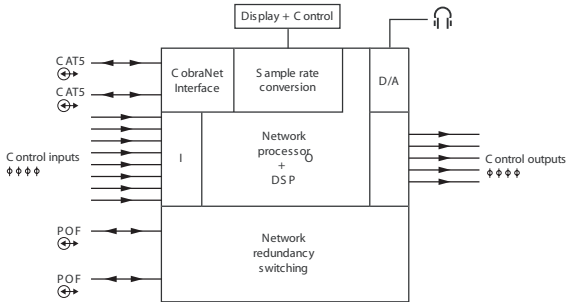 Display + Control
CAT5
CobraNet
Interface
Sample rate
conversion
D/A
CAT5
Control inputs
I
Network
processor
+
DSP
O
Control outputs
POF
Network
redundancy
switching
POF